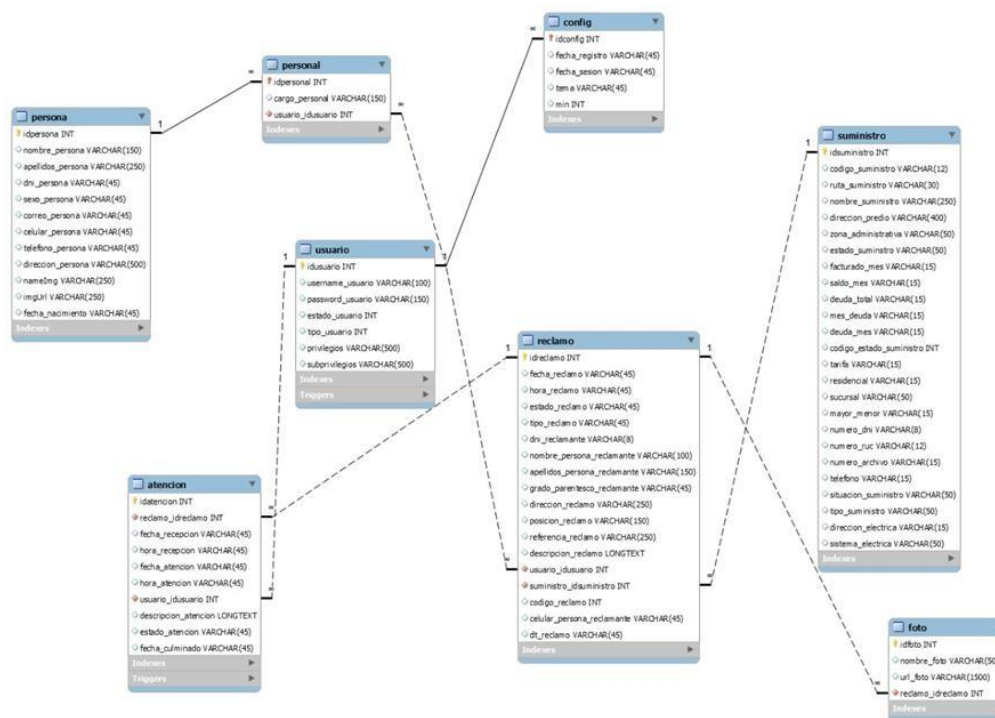 config
idconfig INT
fecha_registro VARCHAR(45)
fecha_sesion VARCHAR(45)
tema VARCHAR(45)
min INT
Indexes
personal
idpersonal INT
cargo_personal VARCHAR(150)
usuario_idusuario INT
Indexes
persona
idpersona INT
nombre_persona VARCHAR(150)
apellidos_persona VARCHAR(250)
dni_persona VARCHAR(45)
sexo_persona VARCHAR(45)
correo_persona VARCHAR(45)
celular_persona VARCHAR(45)
telefono_persona VARCHAR(45)
direccion_persona VARCHAR(500)
nameImg VARCHAR(250)
imgUrl VARCHAR(250)
fecha_nacimiento VARCHAR(45)
Indexes
usuario
idusuario INT
username_usuario VARCHAR(100)
password_usuario VARCHAR(150)
estado_usuario INT
tipo_usuario INT
privilegios VARCHAR(500)
subprivilegios VARCHAR(500)
Indexes
Triggers
suministro
idsuministro INT
codigo_suministro VARCHAR(12)
ruta_suministro VARCHAR(30)
nombre_suministro VARCHAR(250)
direccion_predio VARCHAR(400)
zona_administrativa VARCHAR(50)
estado_suminstro VARCHAR(50)
facturado_mes VARCHAR(15)
saldo_mes VARCHAR(15)
deuda_total VARCHAR(15)
mes_deuda VARCHAR(15)
deuda_mes VARCHAR(15)
codigo_estado_suministro INT
tarifa VARCHAR(15)
residencial VARCHAR(15)
sucursal VARCHAR(50)
mayor_menor VARCHAR(15)
numero_dni VARCHAR(8)
numero_ruc VARCHAR(12)
numero_archivo VARCHAR(15)
telefono VARCHAR(15)
situacion_suministro VARCHAR(50)
tipo_suministro VARCHAR(50)
direccion_electrica VARCHAR(15)
sistema_electrica VARCHAR(50)
Indexes
reclamo
idreclamo INT
fecha_reclamo VARCHAR(45)
hora_reclamo VARCHAR(45)
estado_reclamo VARCHAR(45)
tipo_reclamo VARCHAR(45)
dni_reclamante VARCHAR(8)
nombre_persona_reclamante VARCHAR(100)
apellidos_persona_reclamante VARCHAR(150)
grado_parentesco_reclamante VARCHAR(45)
direccion_reclamo VARCHAR(250)
posicion_reclamo VARCHAR(150)
referencia_reclamo VARCHAR(250)
descripcion_reclamo LONGTEXT
usuario_idusuario INT
suministro_idsuministro INT
codigo_reclamo INT
celular_persona_reclamante VARCHAR(45)
dt_reclamo VARCHAR(45)
Indexes
atencion
idatencion INT
reclamo_idreclamo INT
fecha_recepcion VARCHAR(45)
hora_recepcion VARCHAR(45)
fecha_atencion VARCHAR(45)
hora_atencion VARCHAR(45)
usuario_idusuario INT
descripcion_atencion LONGTEXT
estado_atencion VARCHAR(45)
fecha_culminado VARCHAR(45)
Indexes
Triggers
foto
idfoto INT
nombre_foto VARCHAR(50
url_foto VARCHAR(1500)
reclamo_idreclamo INT
Indexes
1
∞
1
∞
∞
1
∞
1
∞
1
∞
1
∞
1
∞